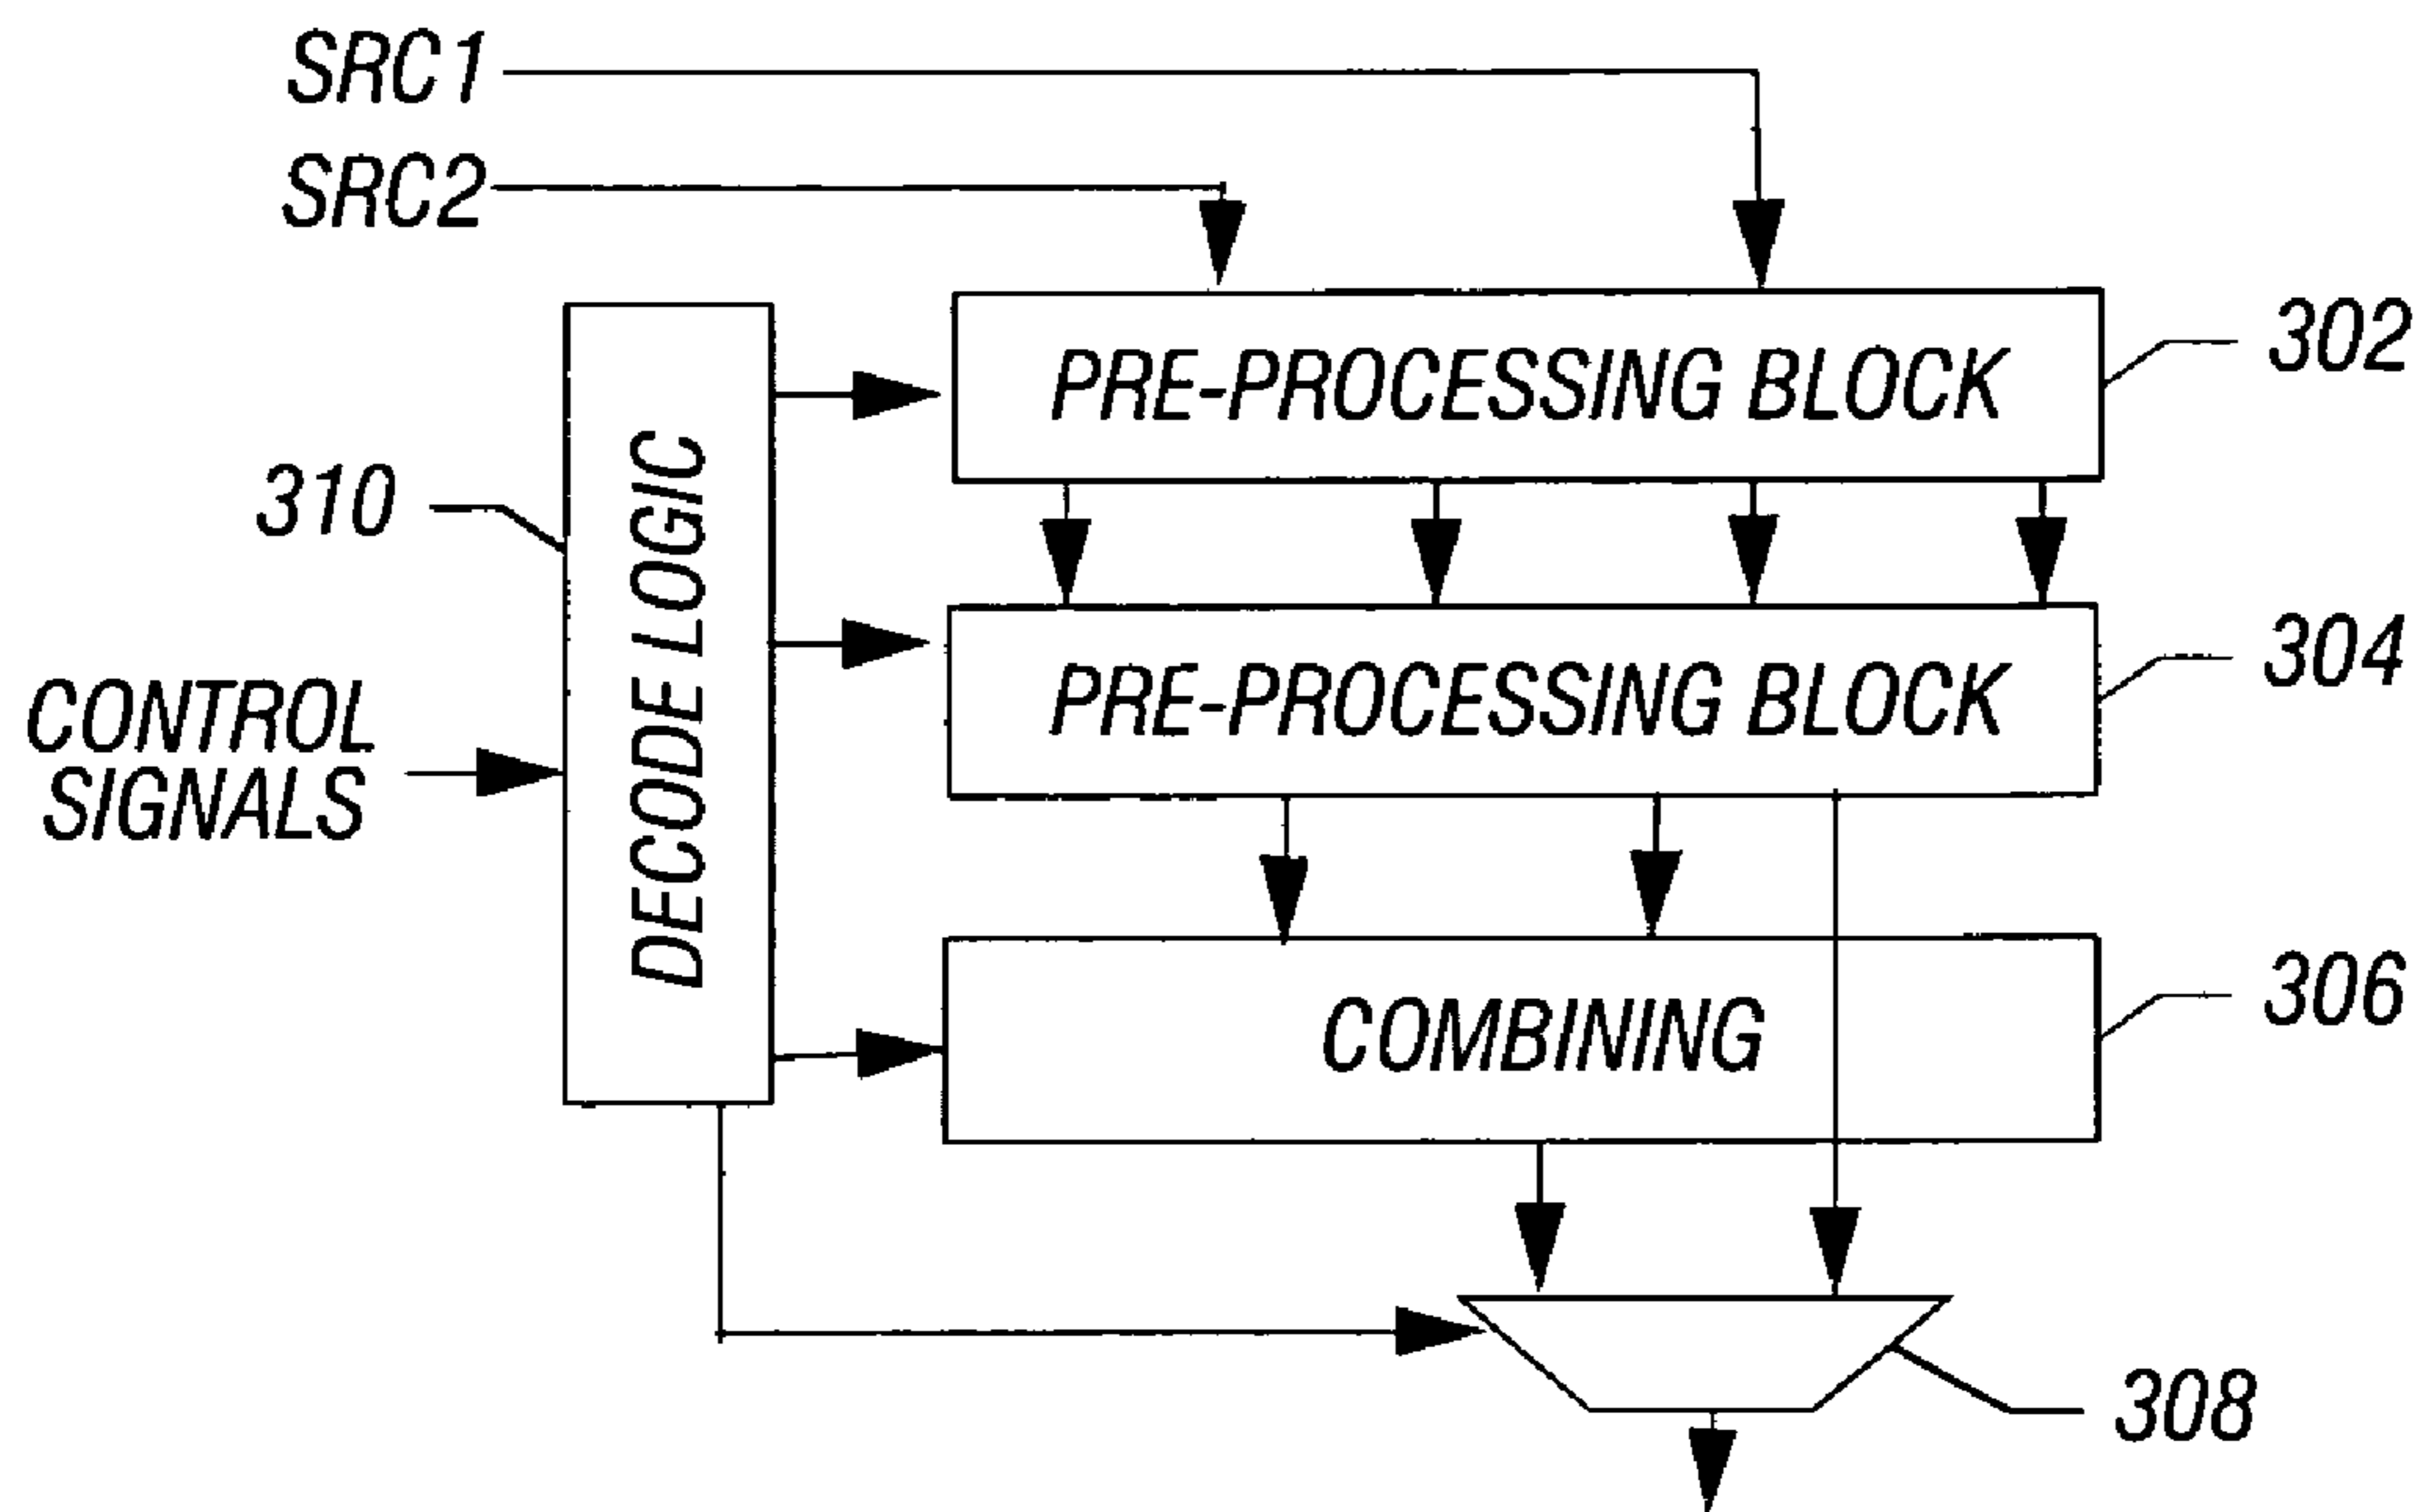 SRC1
SRC2
PRE-PROCESSING BLOCK
302
310
DECODE LOGIC
PRE-PROCESSING BLOCK
304
CONTROL
SIGNALS
COMBINING
306
308